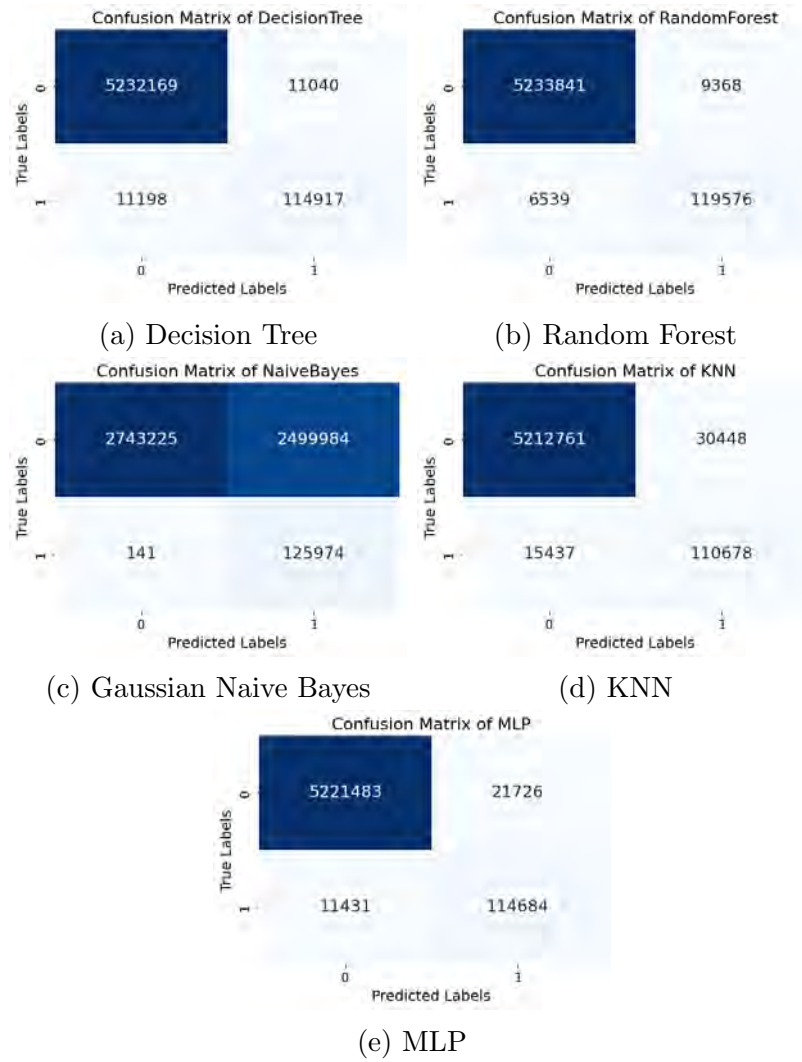 Confusion Matrix of DecisionTree
True Labels
0
5232169
11040
1
11198
114917
0
1
Predicted Labels
(a) Decision Tree
Confusion Matrix of RandomForest
True Labels
0
5233841
9368
1
6539
119576
0
1
Predicted Labels
(b) Random Forest
Confusion Matrix of NaiveBayes
True Labels
0
2743225
2499984
1
141
125974
0
1
Predicted Labels
(c) Gaussian Naive Bayes
Confusion Matrix of KNN
True Labels
0
5212761
30448
1
15437
110678
0
1
Predicted Labels
(d) KNN
Confusion Matrix of MLP
True Labels
0
5221483
21726
1
11431
114684
0
1
Predicted Labels
(e) MLP